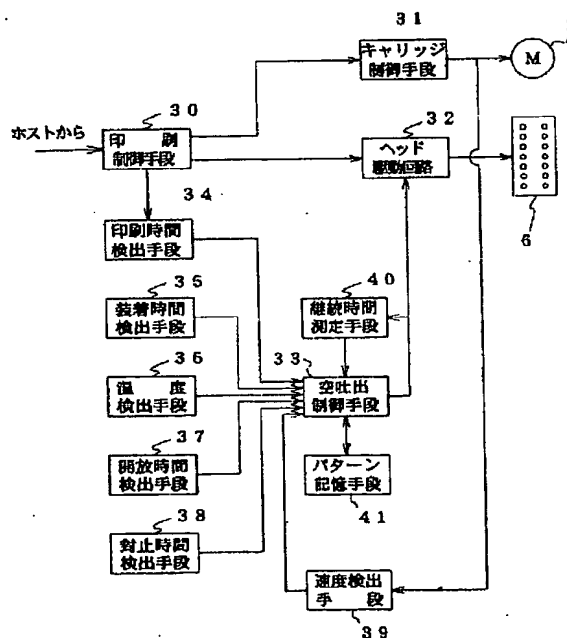 31
キャリッジ
制御手段
M
30
ホストから
印刷
制御手段
32
ヘッド
駆動回路
6
34
印刷時間
検出手段
35
装着時間
検出手段
40
継続時間
測定手段
36
温度
検出手段
33
空吐出
制御手段
37
開放時間
検出手段
パターン
記憶手段
41
38
封止時間
検出手段
速度検出
手段
39